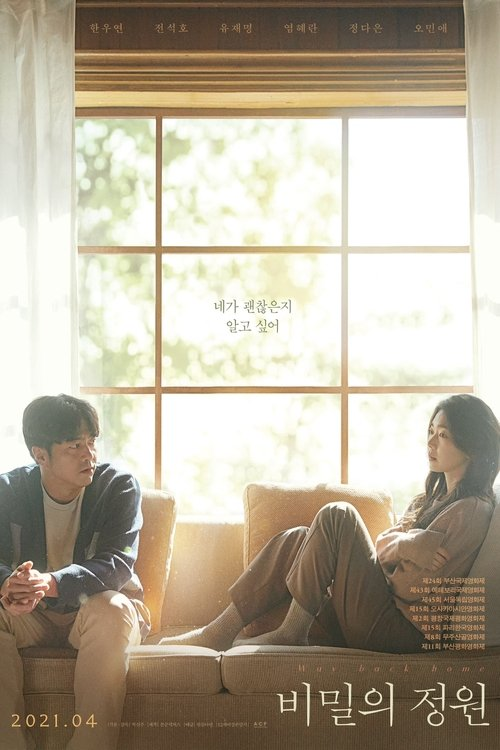 한우연 전석호 유재명 염혜란 정다은 오민애
네가 괜찮은지
알고 싶어
제24회 부산국제영화제
제43회 예테보리국제영화제
제45회 서울독립영화제
제15회 오사카아시안영화제
제2회 평창국제평화영화제
제15회 파리한국영화제
제8회 무주산골영화제
제11회 부산평화영화제
Way back home
비밀의 정원
2021.04